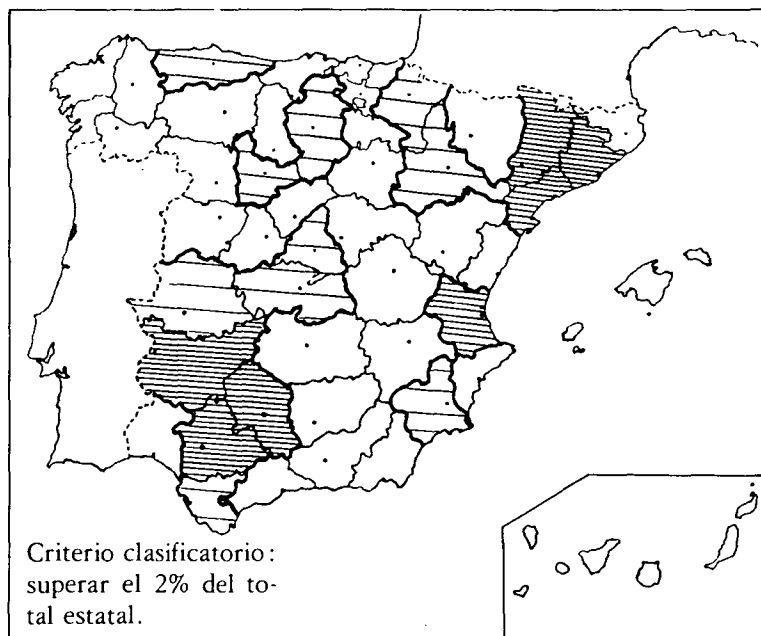 Criterio clasificatorio:
superar el 2% del to-
tal estatal.